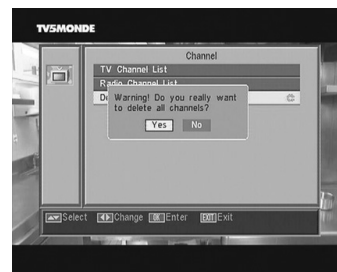 TV5MONDE
Channel
TV Channel List
Radio Channel List
De
Warning! Do you really want
to delete all channels?
Yes No
Select Change OK Enter EXIT Exit